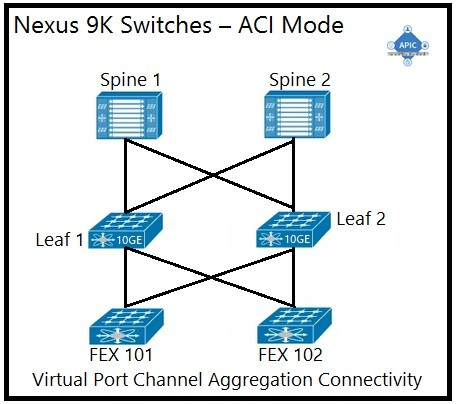 Nexus 9K Switches – ACI Mode
APIC
Spine 1
Spine 2
Leaf 1
10GE
10GE
Leaf 2
FEX 101
FEX 102
Virtual Port Channel Aggregation Connectivity